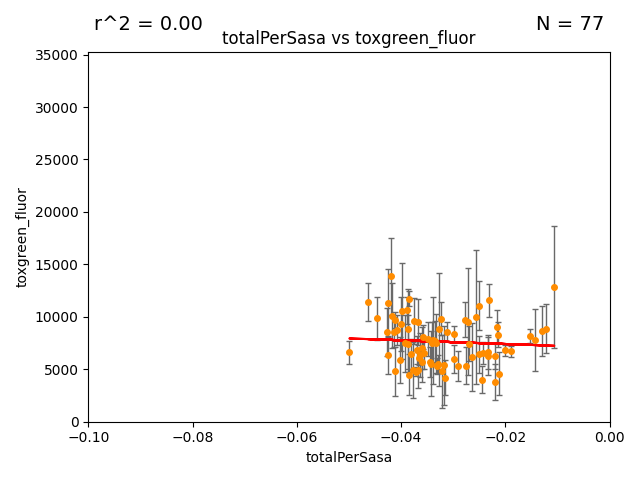 r^2 = 0.00
N = 77
totalPerSasa vs toxgreen_fluor
35000
30000
25000
20000
15000
10000
5000
0
toxgreen_fluor
−0.10
−0.08
−0.06
−0.04
−0.02
0.00
totalPerSasa